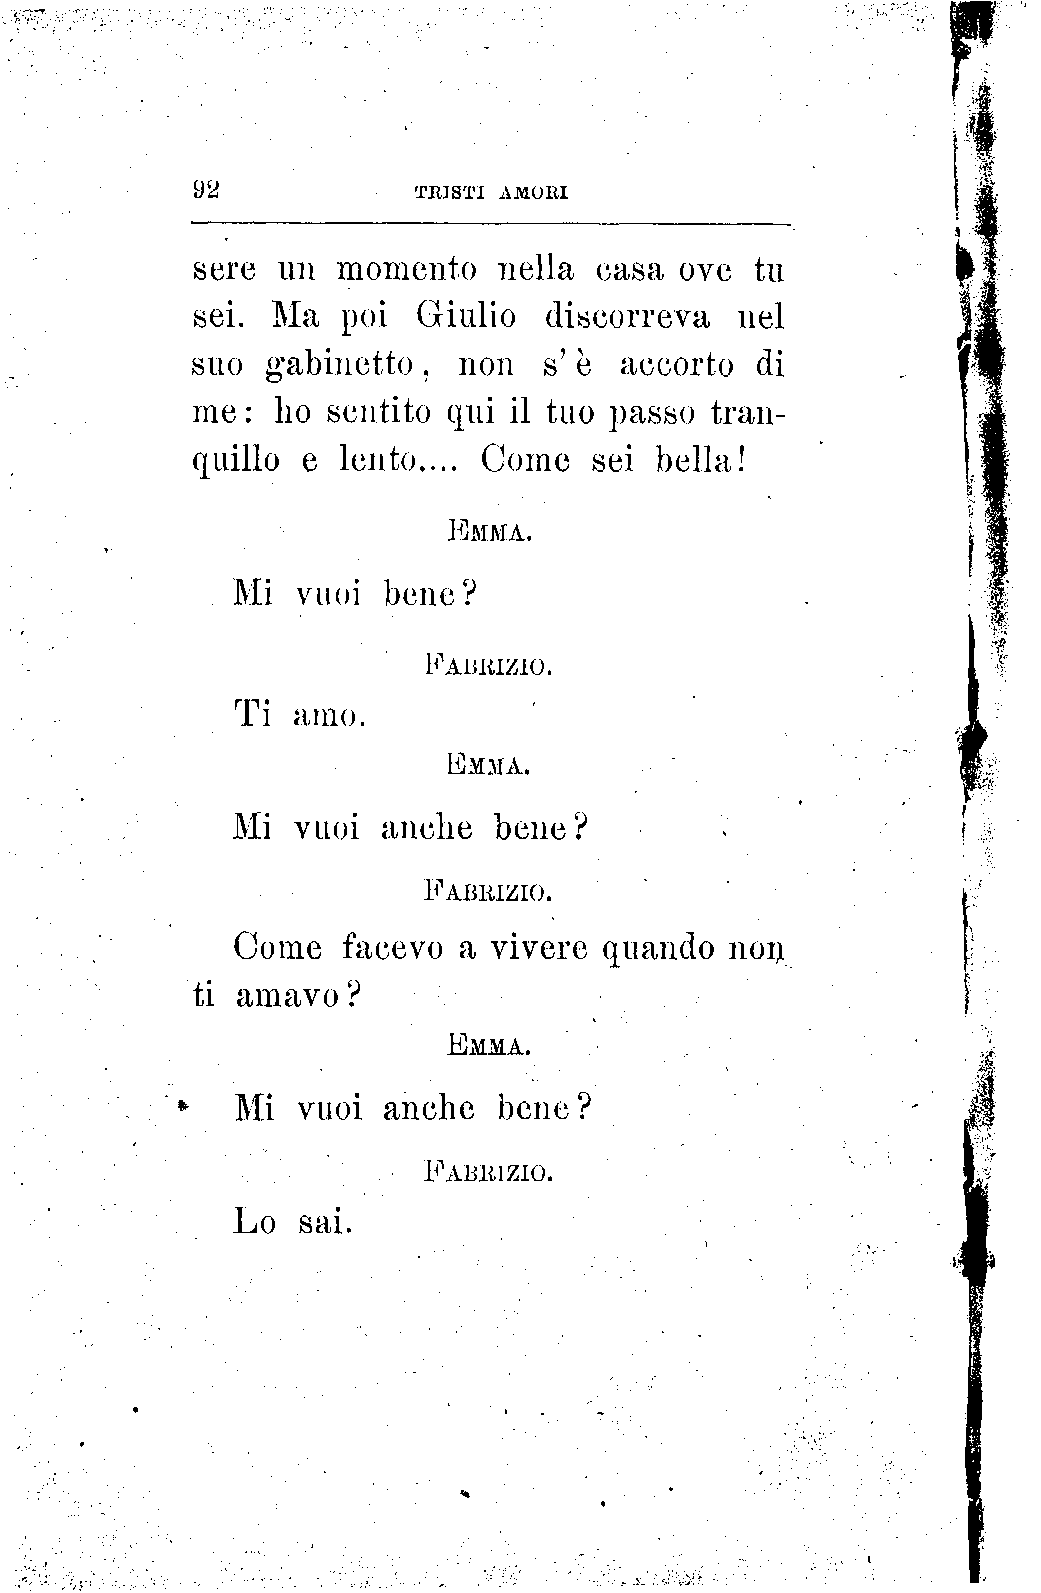 92 TRISTI AMORI
sere un momento nella casa ove tu
sei. Ma poi Giulio discorreva nel
suo gabinetto, non s' è accorto di
me: ho sentito qui il tuo passo tran-
quillo e lento.... Come sei bella!
EMMA.
Mi vuoi bene?
FABRIZIO.
Ti amo.
EMMA.
Mi vuoi anche bene?
FABRIZIO.
Come facevo a vivere quando non
ti amavo?
EMMA.
Mi vuoi anche bene?
FABRIZIO.
Lo sai.